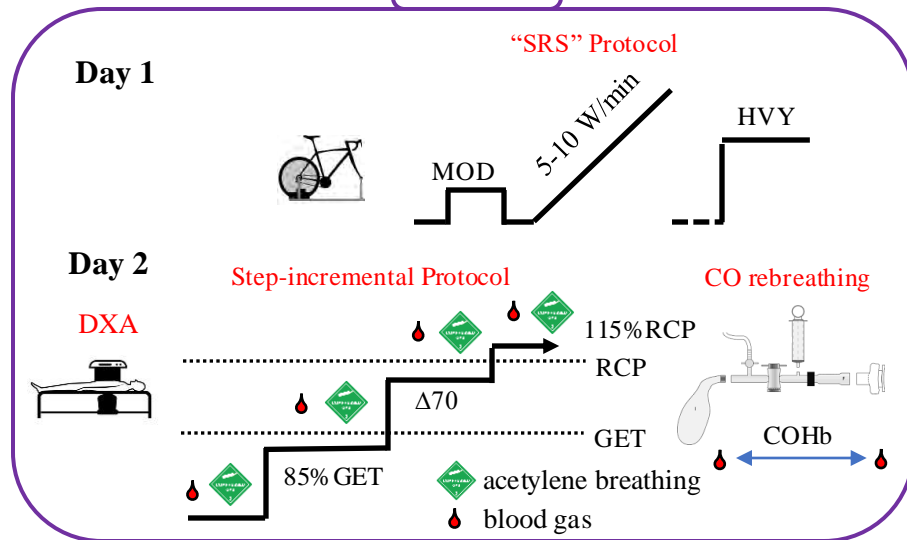 “SRS” Protocol
Day 1
5-10 W/min
HVY
MOD
Day 2
Step-incremental Protocol
CO rebreathing
DXA
115%RCP
RCP
Δ70
GET
COHb
85% GET
acetylene breathing
blood gas